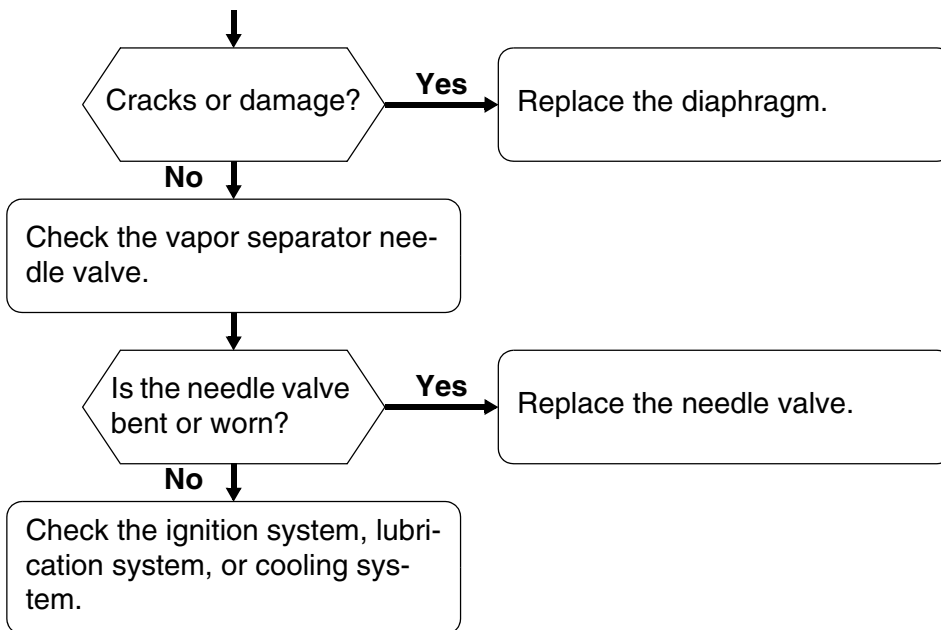 Cracks or damage?
Yes
Replace the diaphragm.
No
Check the vapor separator nee-
dle valve.
Is the needle valve
bent or worn?
Yes
Replace the needle valve.
No
Check the ignition system, lubri-
cation system, or cooling sys-
tem.